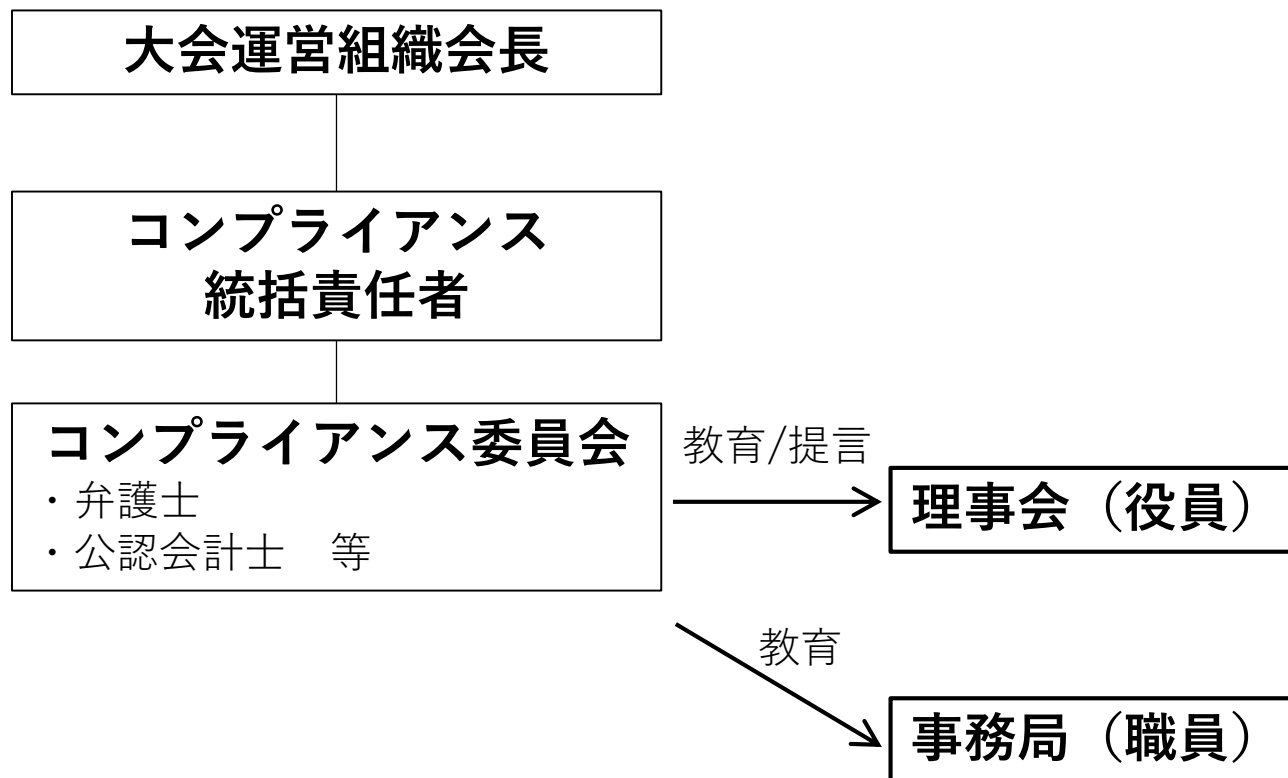 大会運営組織会長
コンプライアンス
統括責任者
コンプライアンス委員会
・弁護士
・公認会計士　等
教育/提言
理事会（役員）
教育
事務局（職員）